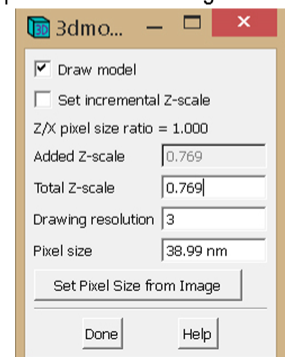 3dmo...
Draw model
Set incremental Z-scale
Z/X pixel size ratio = 1.000
Added Z-scale 0.769
Total Z-scale 0.769
Drawing resolution 3
Pixel size 38.99 nm
Set Pixel Size from Image
Done Help